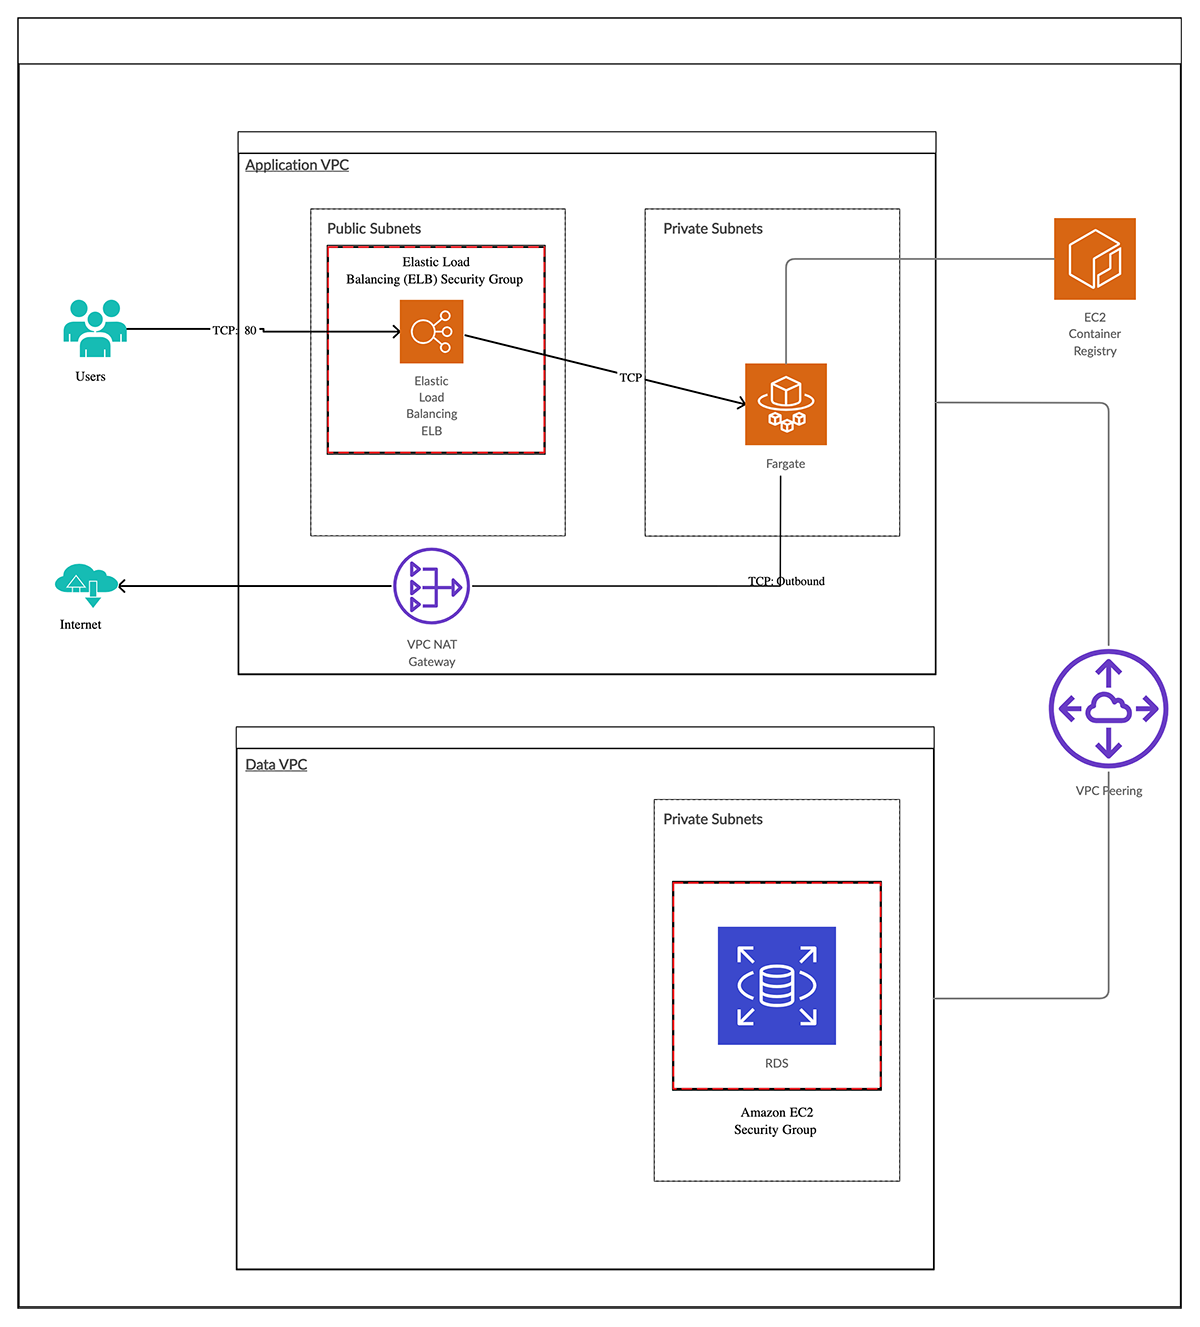 Application VPC
Public Subnets
Private Subnets
Elastic Load
Balancing (ELB) Security Group
TCP: 80
Users
Elastic
Load
Balancing
ELB
TCP
Fargate
EC2
Container
Registry
TCP: Outbound
Internet
VPC NAT
Gateway
VPC Peering
Data VPC
Private Subnets
RDS
Amazon EC2
Security Group